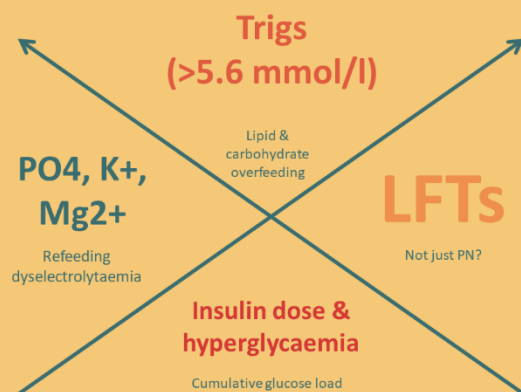 Trigs
(>5.6 mmol/l)
Lipid &
carbohydrate
overfeeding
PO4, K+,
Mg2+
Refeeding
dyselectrolytaemia
LFTs
Not just PN?
Insulin dose &
hyperglycaemia
Cumulative glucose load